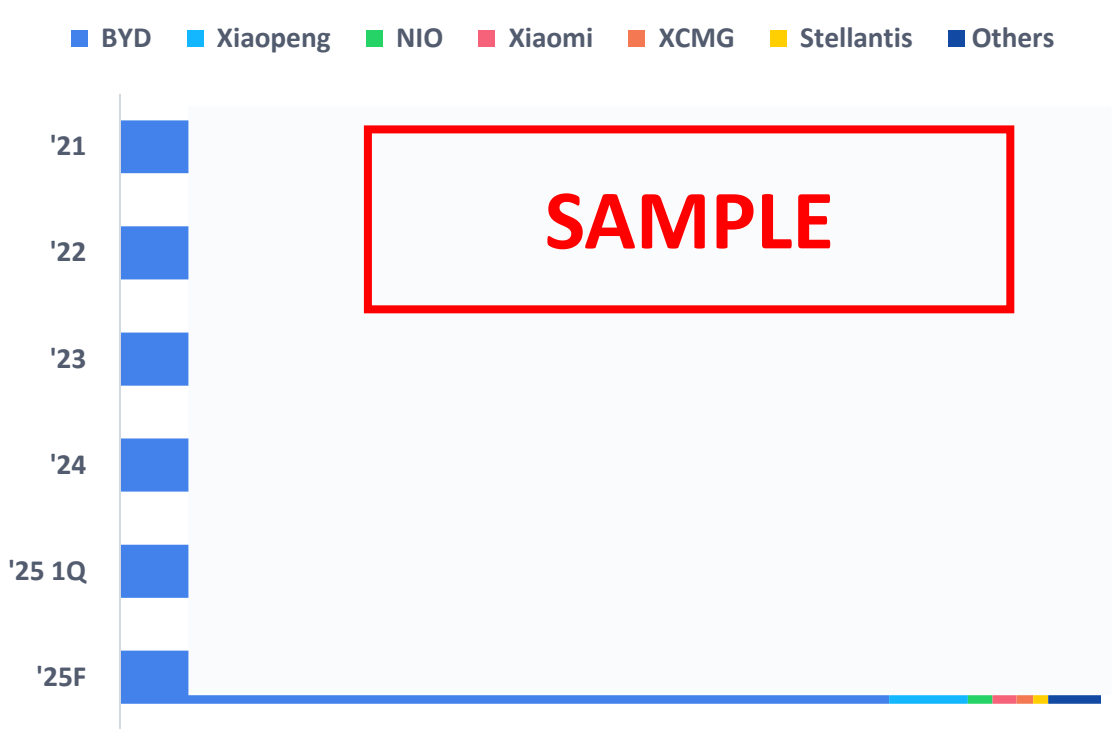 BYD Xiaopeng NIO Xiaomi XCMG Stellantis Others
'21
SAMPLE
'22
'23
'24
'25 1Q
'25F